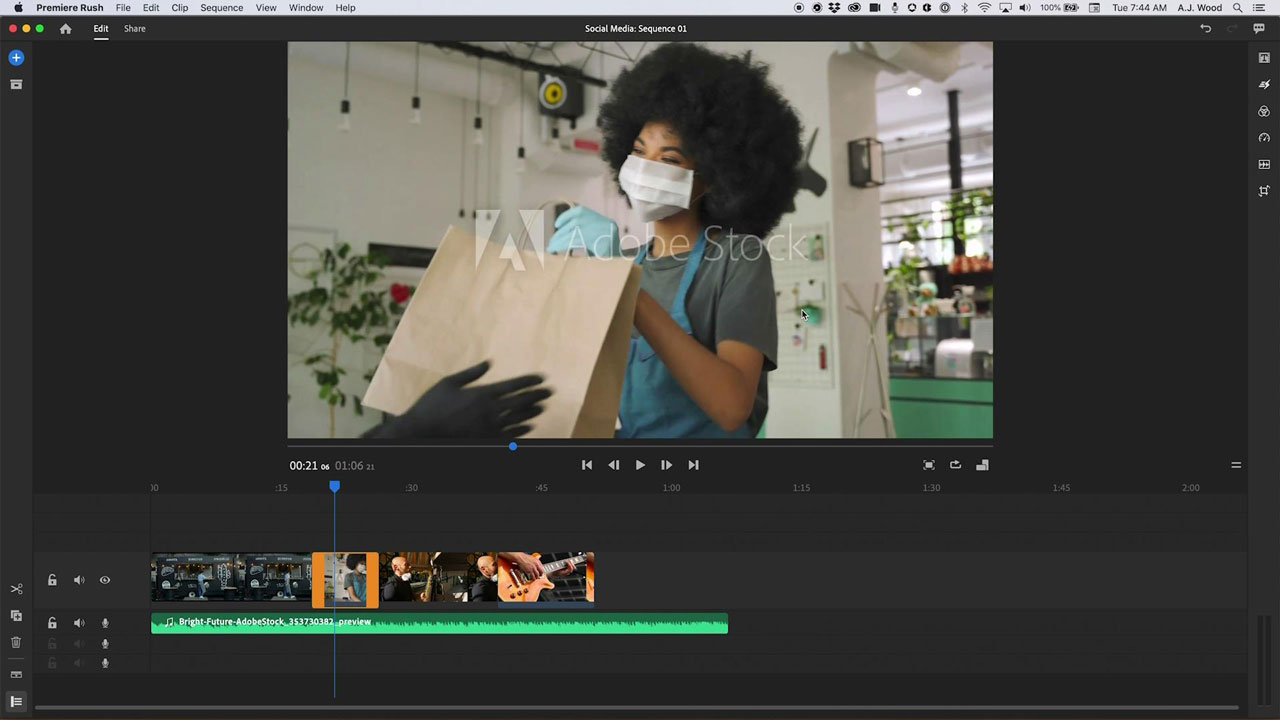 Premiere Rush File Edit Clip Sequence View Window Help 100% Tue 7:44 AM A.J. Wood
Edit Share Social Media: Sequence 01
Adobe Stock
00:21 06 01:06 21
:00 :15 :30 :45 1:00 1:15 1:30 1:45 2:00
Bright-Future-AdobeStock_353730382_preview